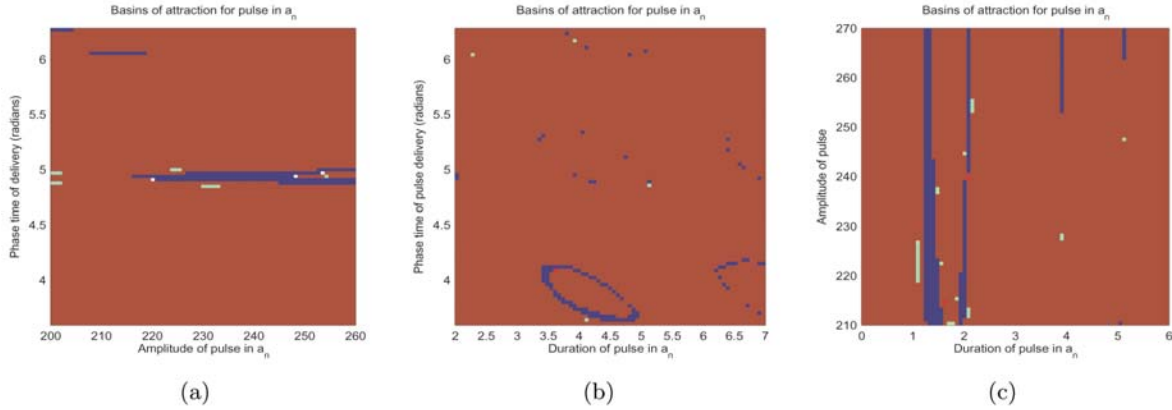 Basins of attraction for pulse in a_n
Phase time of delivery (radians)
6
5.5
5
4.5
4
200 210 220 230 240 250 260
Amplitude of pulse in a_n
(a)
Basins of attraction for pulse in a_n
Phase time of pulse delivery (radians)
6
5.5
5
4.5
4
2 2.5 3 3.5 4 4.5 5 5.5 6 6.5 7
Duration of pulse in a_n
(b)
Basins of attraction for pulse in a_n
Amplitude of pulse
270
260
250
240
230
220
210
0 1 2 3 4 5 6
Duration of pulse in a_n
(c)